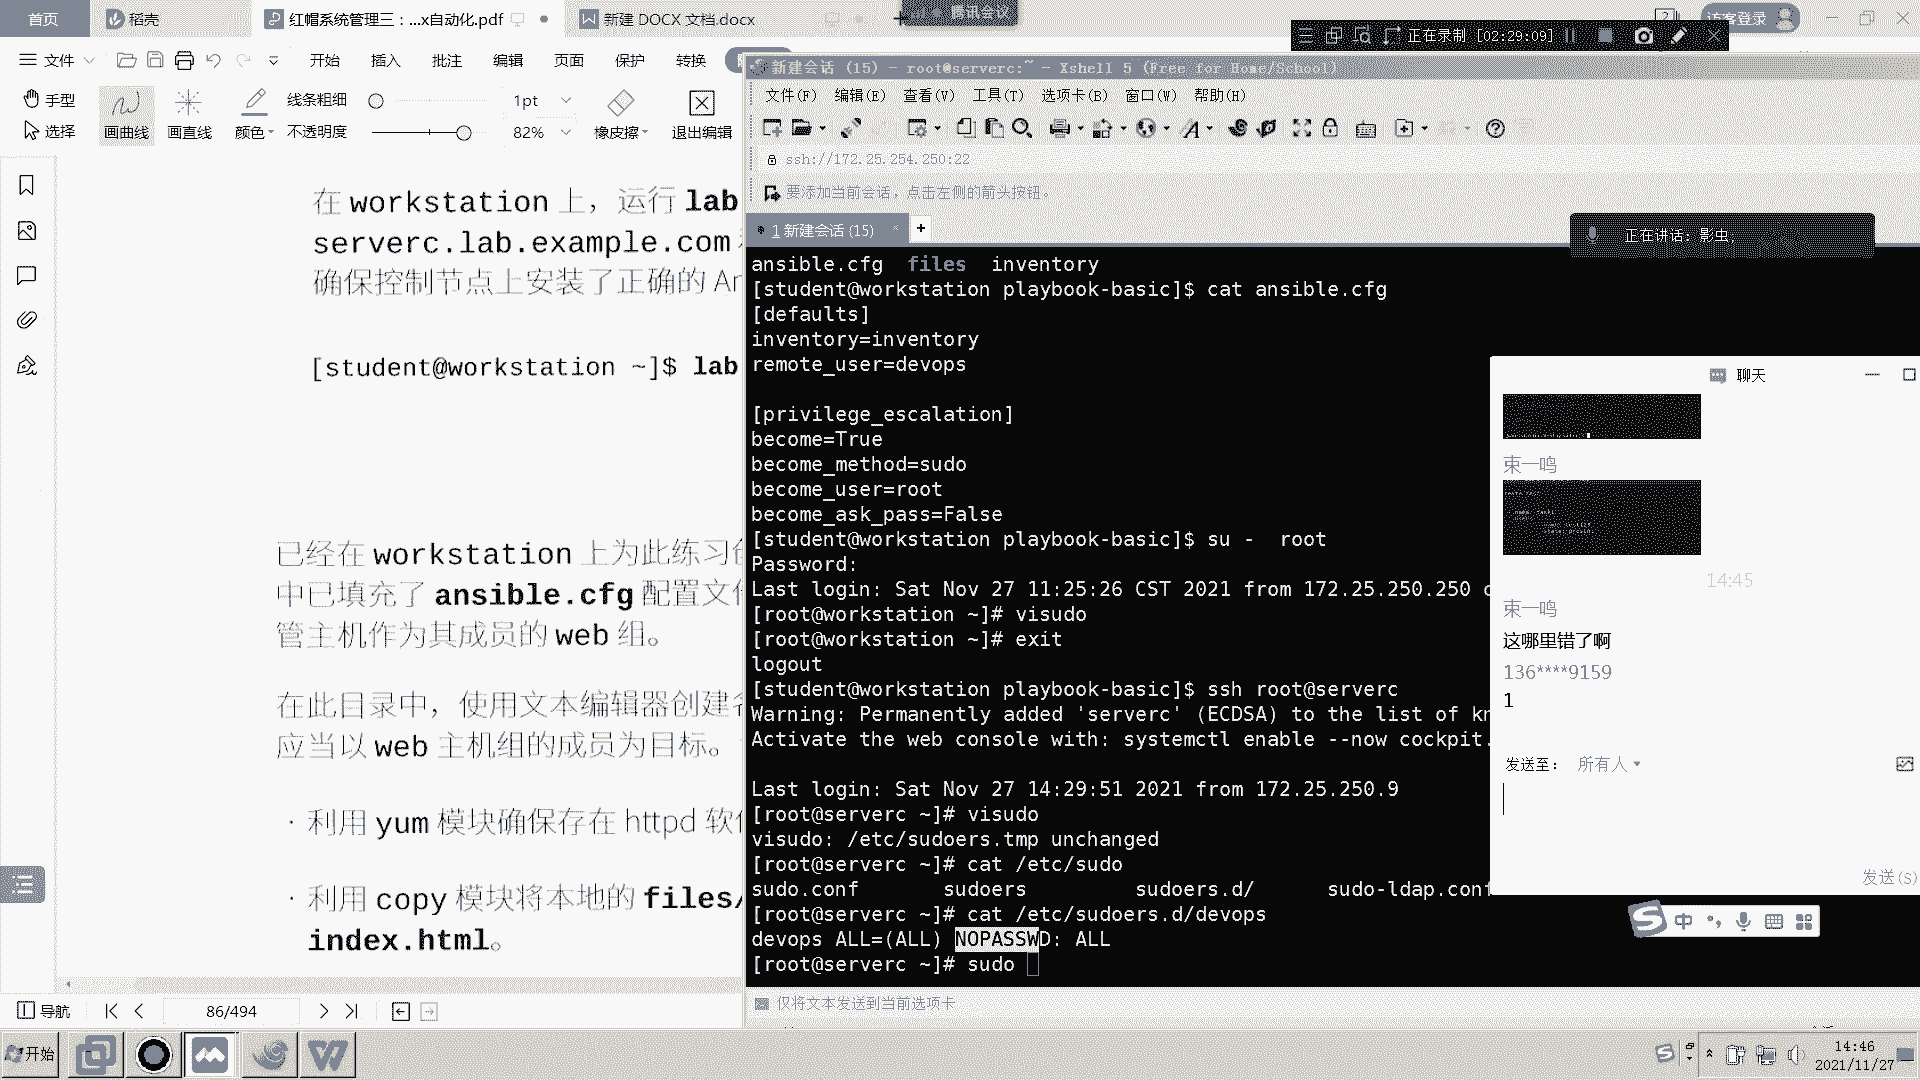 首页
稻壳
红帽系统管理三：...x自动化.pdf
新建 DOCX 文档.docx
腾讯会议
访客登录
正在录制 [02:29:09]
文件
开始 插入 批注 编辑 页面 保护 转换
手型
选择
画曲线
画直线
颜色
线条粗细
1pt
不透明度
82%
橡皮擦
退出编辑
在 workstation 上，运行 lab
serverc.lab.example.com
确保控制节点上安装了正确的 An
[student@workstation ~]$ lab
已经在 workstation 上为此练习
中已填充了 ansible.cfg 配置文
管主机作为其成员的 web 组。
在此目录中，使用文本编辑器创建
应当以 web 主机组的成员为目标。
· 利用 yum 模块确保存在 httpd 软
· 利用 copy 模块将本地的 files/
index.html。
导航
86/494
新建会话 (15) - root@serverc:~ - Xshell 5 (Free for Home/School)
文件(F) 编辑(E) 查看(V) 工具(T) 选项卡(B) 窗口(W) 帮助(H)
ssh://172.25.254.250:22
要添加当前会话，点击左侧的箭头按钮。
1 新建会话 (15)
正在讲话: 影虫,
ansible.cfg files inventory
[student@workstation playbook-basic]$ cat ansible.cfg
[defaults]
inventory=inventory
remote_user=devops
[privilege_escalation]
become=True
become_method=sudo
become_user=root
become_ask_pass=False
[student@workstation playbook-basic]$ su -  root
Password:
Last login: Sat Nov 27 11:25:26 CST 2021 from 172.25.250.250 o
[root@workstation ~]# visudo
[root@workstation ~]# exit
logout
[student@workstation playbook-basic]$ ssh root@serverc
Warning: Permanently added 'serverc' (ECDSA) to the list of kn
Activate the web console with: systemctl enable --now cockpit.
Last login: Sat Nov 27 14:29:51 2021 from 172.25.250.9
[root@serverc ~]# visudo
visudo: /etc/sudoers.tmp unchanged
[root@serverc ~]# cat /etc/sudo
sudo.conf sudoers sudoers.d/ sudo-ldap.conf
[root@serverc ~]# cat /etc/sudoers.d/devops
devops ALL=(ALL) NOPASSWD: ALL
[root@serverc ~]# sudo
仅将文本发送到当前选项卡
聊天
束一鸣
14:45
束一鸣
这哪里错了啊
136****9159
1
发送至: 所有人
发送(S)
中
开始
14:46
2021/11/27